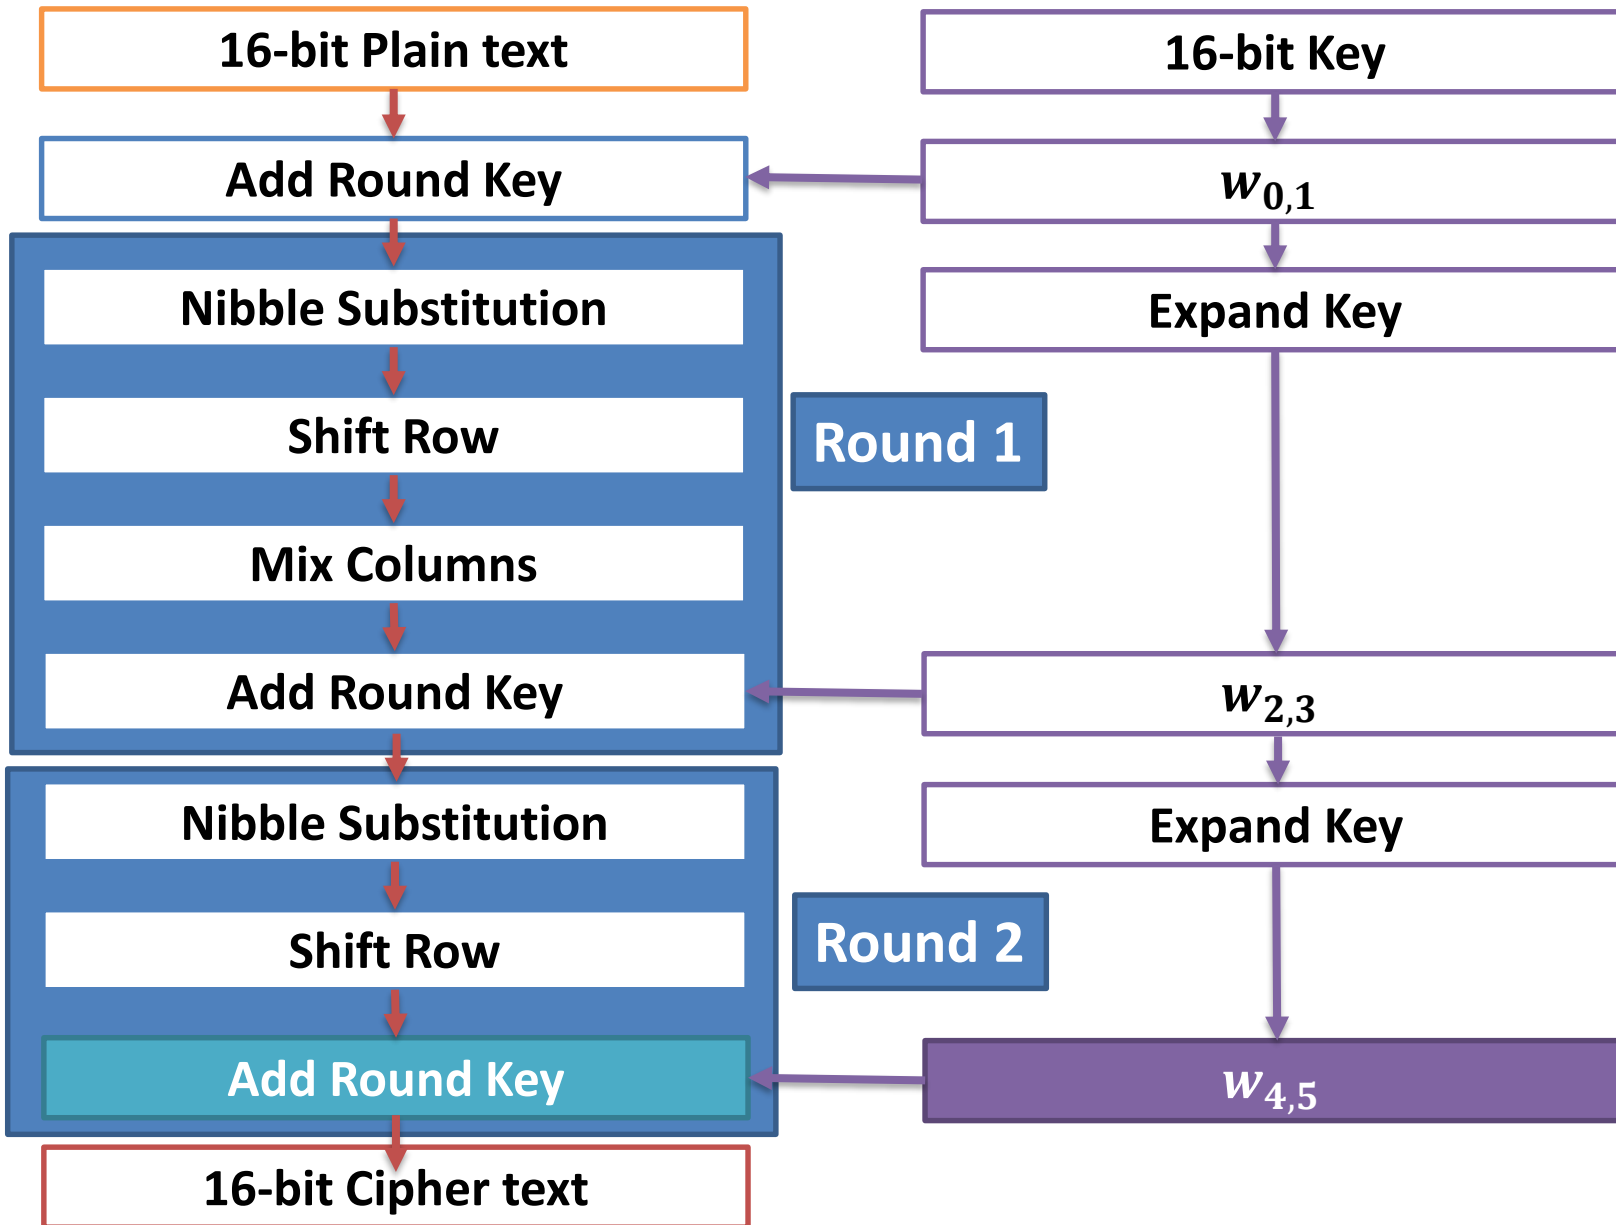 16-bit Plain text
16-bit Key
Add Round Key
w0,1
Nibble Substitution
Expand Key
Shift Row
Round 1
Mix Columns
Add Round Key
w2,3
Nibble Substitution
Expand Key
Shift Row
Round 2
Add Round Key
w4,5
16-bit Cipher text